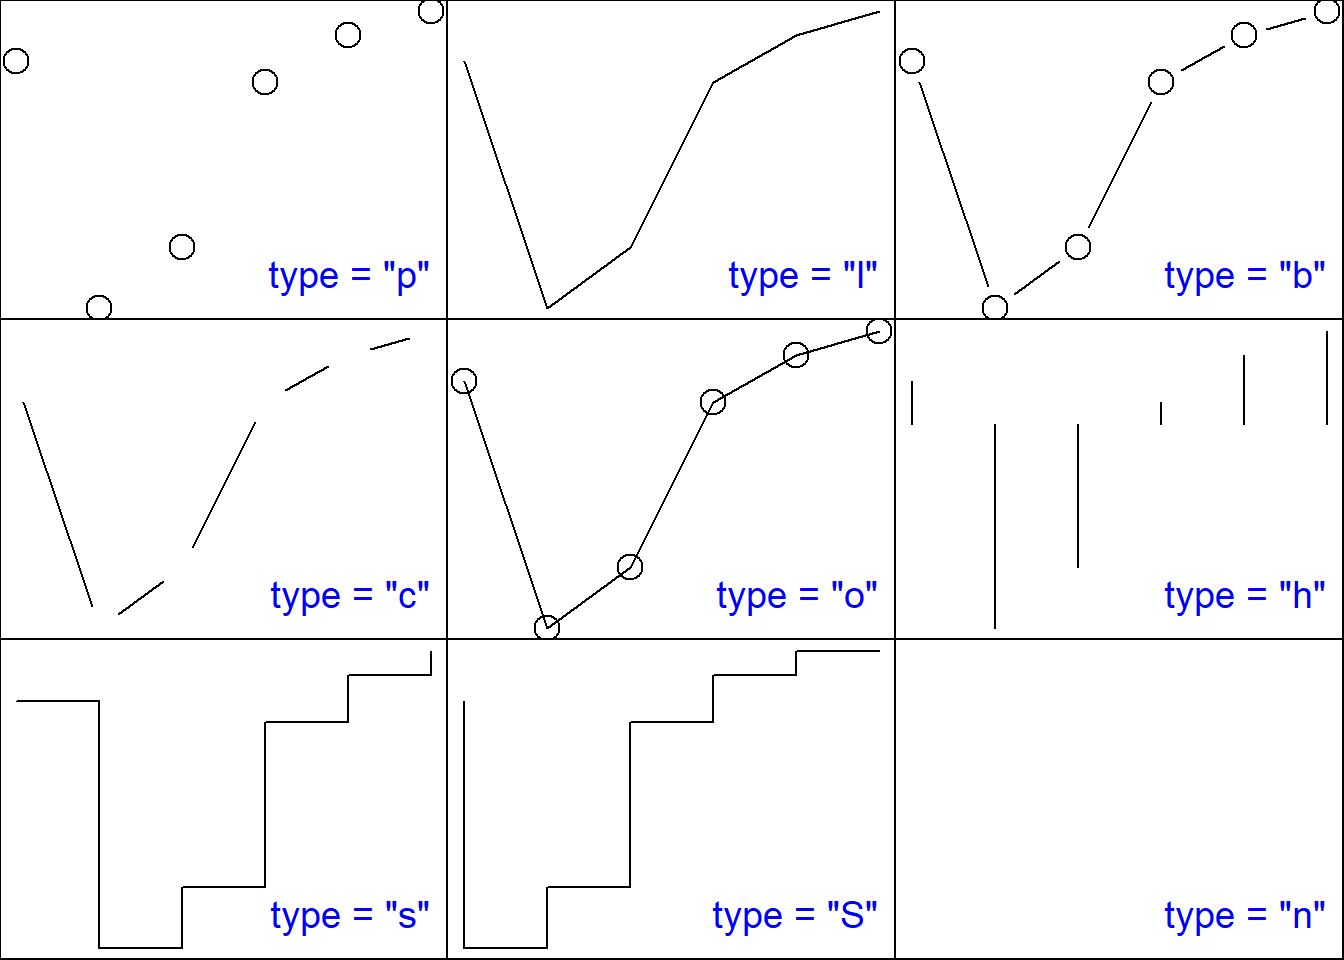 type = "p"
type = "l"
type = "b"
type = "c"
type = "o"
type = "h"
type = "s"
type = "S"
type = "n"